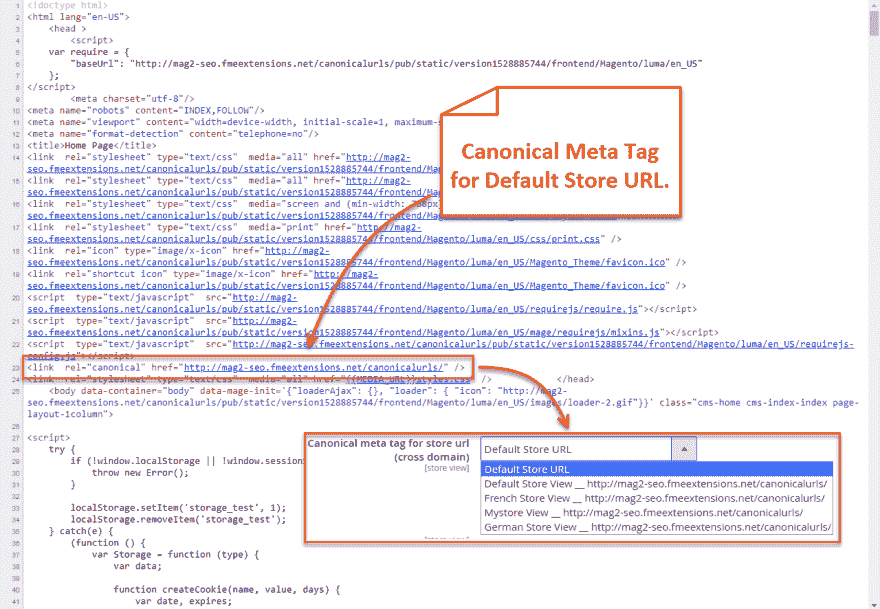 1 <!doctype html>
2 <html lang="en-US">
3 <head >
4 <script>
5 var require = {
6 "baseUrl": "http://mag2-seo.fmeextensions.net/canonicalurls/pub/static/version1528885744/frontend/Magento/luma/en_US"
7 };
8 </script>
9 <meta charset="utf-8"/>
10 <meta name="robots" content="INDEX,FOLLOW"/>
11 <meta name="viewport" content="width=device-width, initial-scale=1, maximum-s
12 <meta name="format-detection" content="telephone=no"/>
13 <title>Home Page</title>
14 <link rel="stylesheet" type="text/css" media="all" href="http://mag2-
seo.fmeextensions.net/canonicalurls/pub/static/version1528885744/frontend/Mag
15 <link rel="stylesheet" type="text/css" media="all" href="http://mag2-
seo.fmeextensions.net/canonicalurls/pub/static/version1528885744/frontend/Mag
16 <link rel="stylesheet" type="text/css" media="screen and (min-width: 768px
seo.fmeextensions.net/canonicalurls/pub/static/version1528885744/frontend/Mag
17 <link rel="stylesheet" type="text/css" media="print" href="http://mag2-
seo.fmeextensions.net/canonicalurls/pub/static/version1528885744/frontend/Magento/luma/en_US/css/print.css" />
18 <link rel="icon" type="image/x-icon" href="http://mag2-
seo.fmeextensions.net/canonicalurls/pub/static/version1528885744/frontend/Magento/luma/en_US/Magento_Theme/favicon.ico" />
19 <link rel="shortcut icon" type="image/x-icon" href="http://mag2-
seo.fmeextensions.net/canonicalurls/pub/static/version1528885744/frontend/Magento/luma/en_US/Magento_Theme/favicon.ico" />
20 <script type="text/javascript" src="http://mag2-
seo.fmeextensions.net/canonicalurls/pub/static/version1528885744/frontend/Magento/luma/en_US/requirejs/require.js"></script>
21 <script type="text/javascript" src="http://mag2-
seo.fmeextensions.net/canonicalurls/pub/static/version1528885744/frontend/Magento/luma/en_US/mage/requirejs/mixins.js"></script>
22 <script type="text/javascript" src="http://mag2-seo.fmeextensions.net/canonicalurls/pub/static/version1528885744/frontend/Magento/luma/en_US/requirejs-
config.js"></script>
23 <link rel="canonical" href="http://mag2-seo.fmeextensions.net/canonicalurls/" />
24 <link rel="stylesheet" type="text/css" media="all" href="{{MEDIA_URL}}styles.css" /> </head>
25 <body data-container="body" data-mage-init='{"loaderAjax": {}, "loader": { "icon": "http://mag2-
seo.fmeextensions.net/canonicalurls/pub/static/version1528885744/frontend/Magento/luma/en_US/images/loader-2.gif"}}' class="cms-home cms-index-index page-
layout-1column">
26
27 <script>
28 try {
if (!window.localStorage || !window.session
throw new Error();
31 }
32
33 localStorage.setItem('storage_test', 1);
34 localStorage.removeItem('storage_test');
35 } catch(e) {
36 (function () {
37 var Storage = function (type) {
38 var data;
39
40 function createCookie(name, value, days) {
41 var date, expires;
Canonical Meta Tag
for Default Store URL.
Canonical meta tag for store url
(cross domain)
[store view]
Default Store URL
Default Store URL
Default Store View __ http://mag2-seo.fmeextensions.net/canonicalurls/
French Store View __ http://mag2-seo.fmeextensions.net/canonicalurls/
Mystore View __ http://mag2-seo.fmeextensions.net/canonicalurls/
German Store View __ http://mag2-seo.fmeextensions.net/canonicalurls/